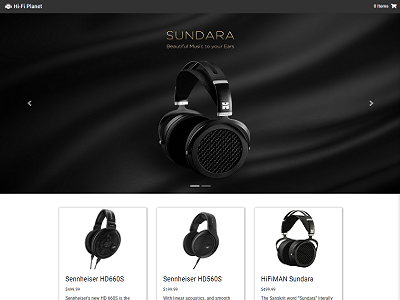 Hi-Fi Planet
0 Items
SUNDARA
Beautiful Music to your Ears
Sennheiser HD660S
$499.99
Sennheiser's new HD 660S is the
Sennheiser HD560S
$199.99
With linear acoustics, and smooth
HiFiMAN Sundara
$499.99
The Sanskrit word "Sundara" literally